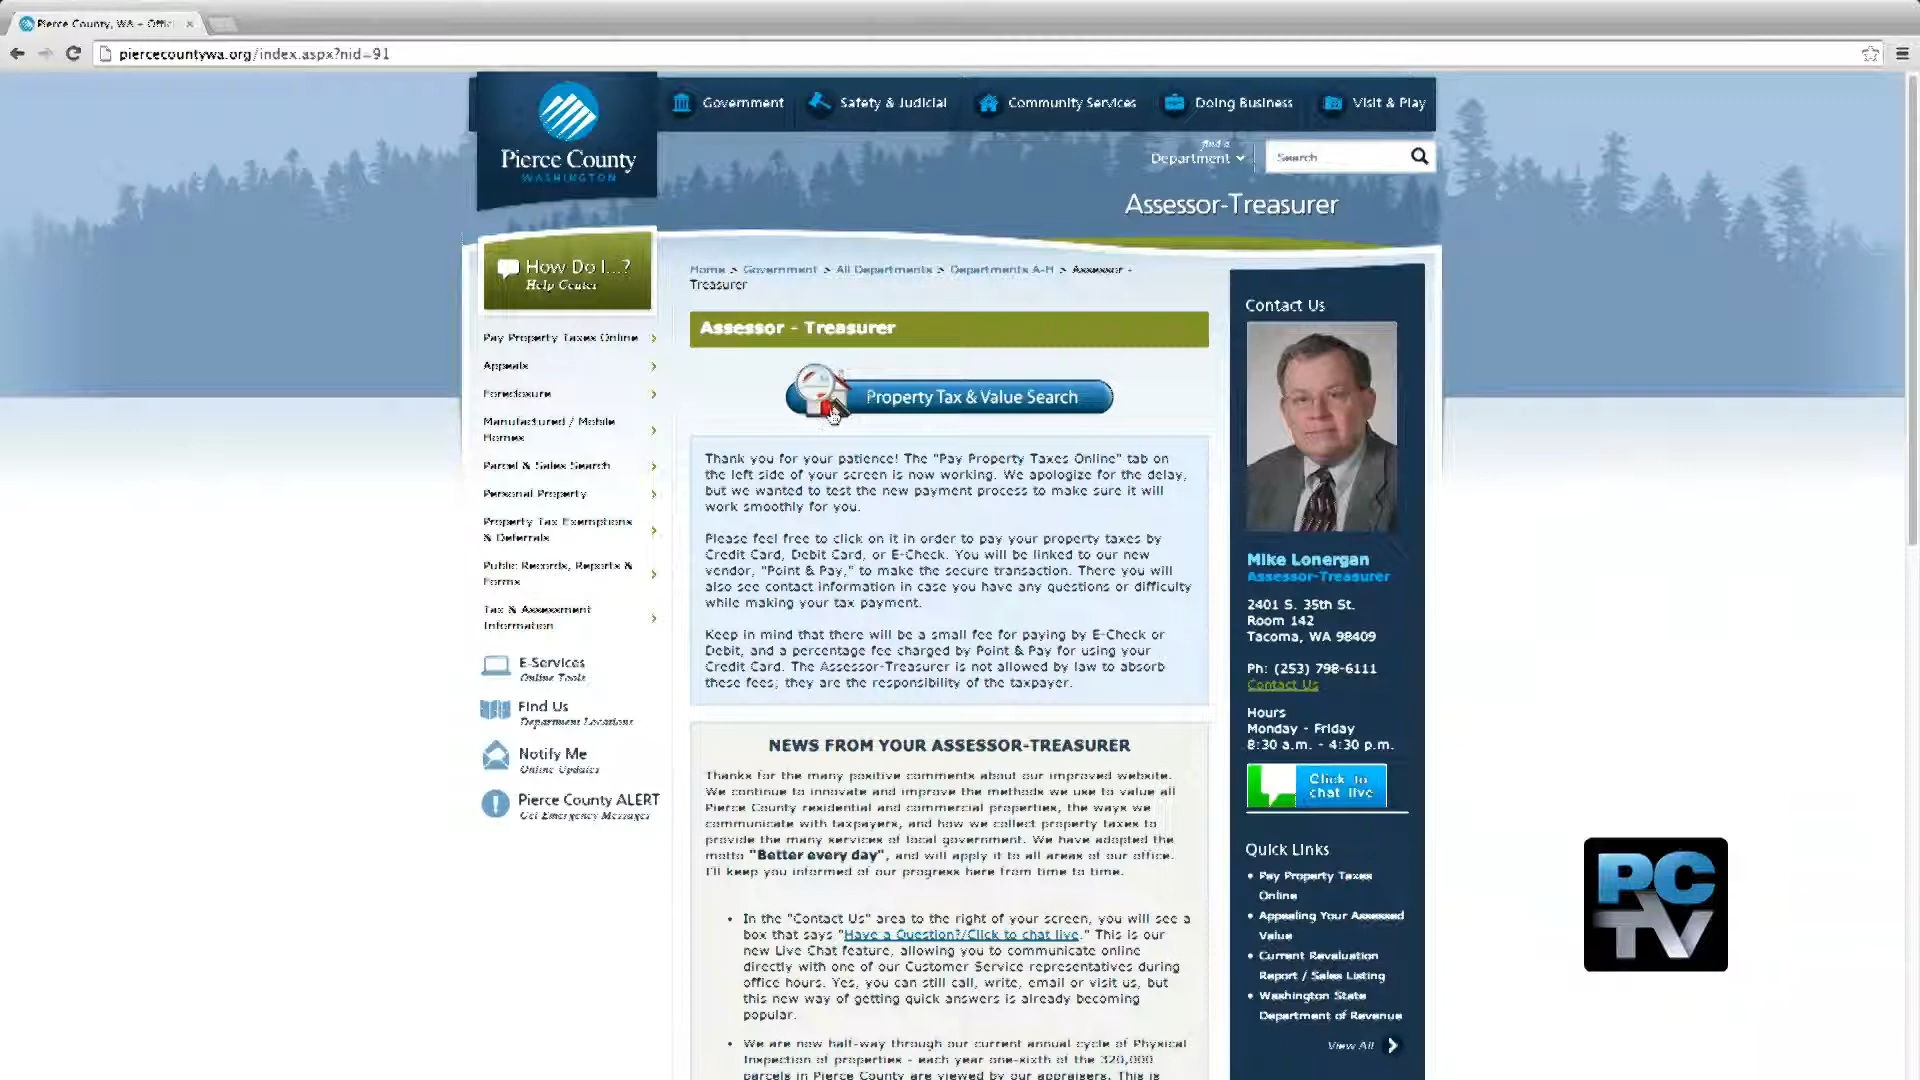 Pierce County, WA - Offic
piercecountywa.org/index.aspx?nid=91
Government
Safety & Judicial
Community Services
Doing Business
Visit & Play
Pierce County
WASHINGTON
find a
Department
Search
Assessor-Treasurer
How Do I...?
Help Center
Pay Property Taxes Online
Appeals
Foreclosure
Manufactured / Mobile
Homes
Parcel & Sales Search
Personal Property
Property Tax Exemptions
& Deferrals
Public Records, Reports &
Forms
Tax & Assessment
Information
E-Services
Online Tools
Find Us
Department Locations
Notify Me
Online Updates
Pierce County ALERT
Get Emergency Messages
Home > Government > All Departments > Departments A-H > Assessor -
Treasurer
Assessor - Treasurer
Property Tax & Value Search
Thank you for your patience! The "Pay Property Taxes Online" tab on
the left side of your screen is now working. We apologize for the delay,
but we wanted to test the new payment process to make sure it will
work smoothly for you.
Please feel free to click on it in order to pay your property taxes by
Credit Card, Debit Card, or E-Check. You will be linked to our new
vendor, "Point & Pay," to make the secure transaction. There you will
also see contact information in case you have any questions or difficulty
while making your tax payment.
Keep in mind that there will be a small fee for paying by E-Check or
Debit, and a percentage fee charged by Point & Pay for using your
Credit Card. The Assessor-Treasurer is not allowed by law to absorb
these fees; they are the responsibility of the taxpayer.
NEWS FROM YOUR ASSESSOR-TREASURER
Thanks for the many positive comments about our improved website.
We continue to innovate and improve the methods we use to value all
Pierce County residential and commercial properties, the ways we
communicate with taxpayers, and how we collect property taxes to
provide the many services of local government. We have adopted the
motto "Better every day", and will apply it to all areas of our office.
I'll keep you informed of our progress here from time to time.
• In the "Contact Us" area to the right of your screen, you will see a
box that says "Have a Question?/Click to chat live." This is our
new Live Chat feature, allowing you to communicate online
directly with one of our Customer Service representatives during
office hours. Yes, you can still call, write, email or visit us, but
this new way of getting quick answers is already becoming
popular.
• We are now half-way through our current annual cycle of Physical
Inspection of properties - each year one-sixth of the 320,000
parcels in Pierce County are viewed by our appraisers. This is
Contact Us
Mike Lonergan
Assessor-Treasurer
2401 S. 35th St.
Room 142
Tacoma, WA 98409
Ph: (253) 798-6111
Contact Us
Hours
Monday - Friday
8:30 a.m. - 4:30 p.m.
Click to
chat live
Quick Links
• Pay Property Taxes
Online
• Appealing Your Assessed
Value
• Current Revaluation
Report / Sales Listing
• Washington State
Department of Revenue
View All
PC
TV